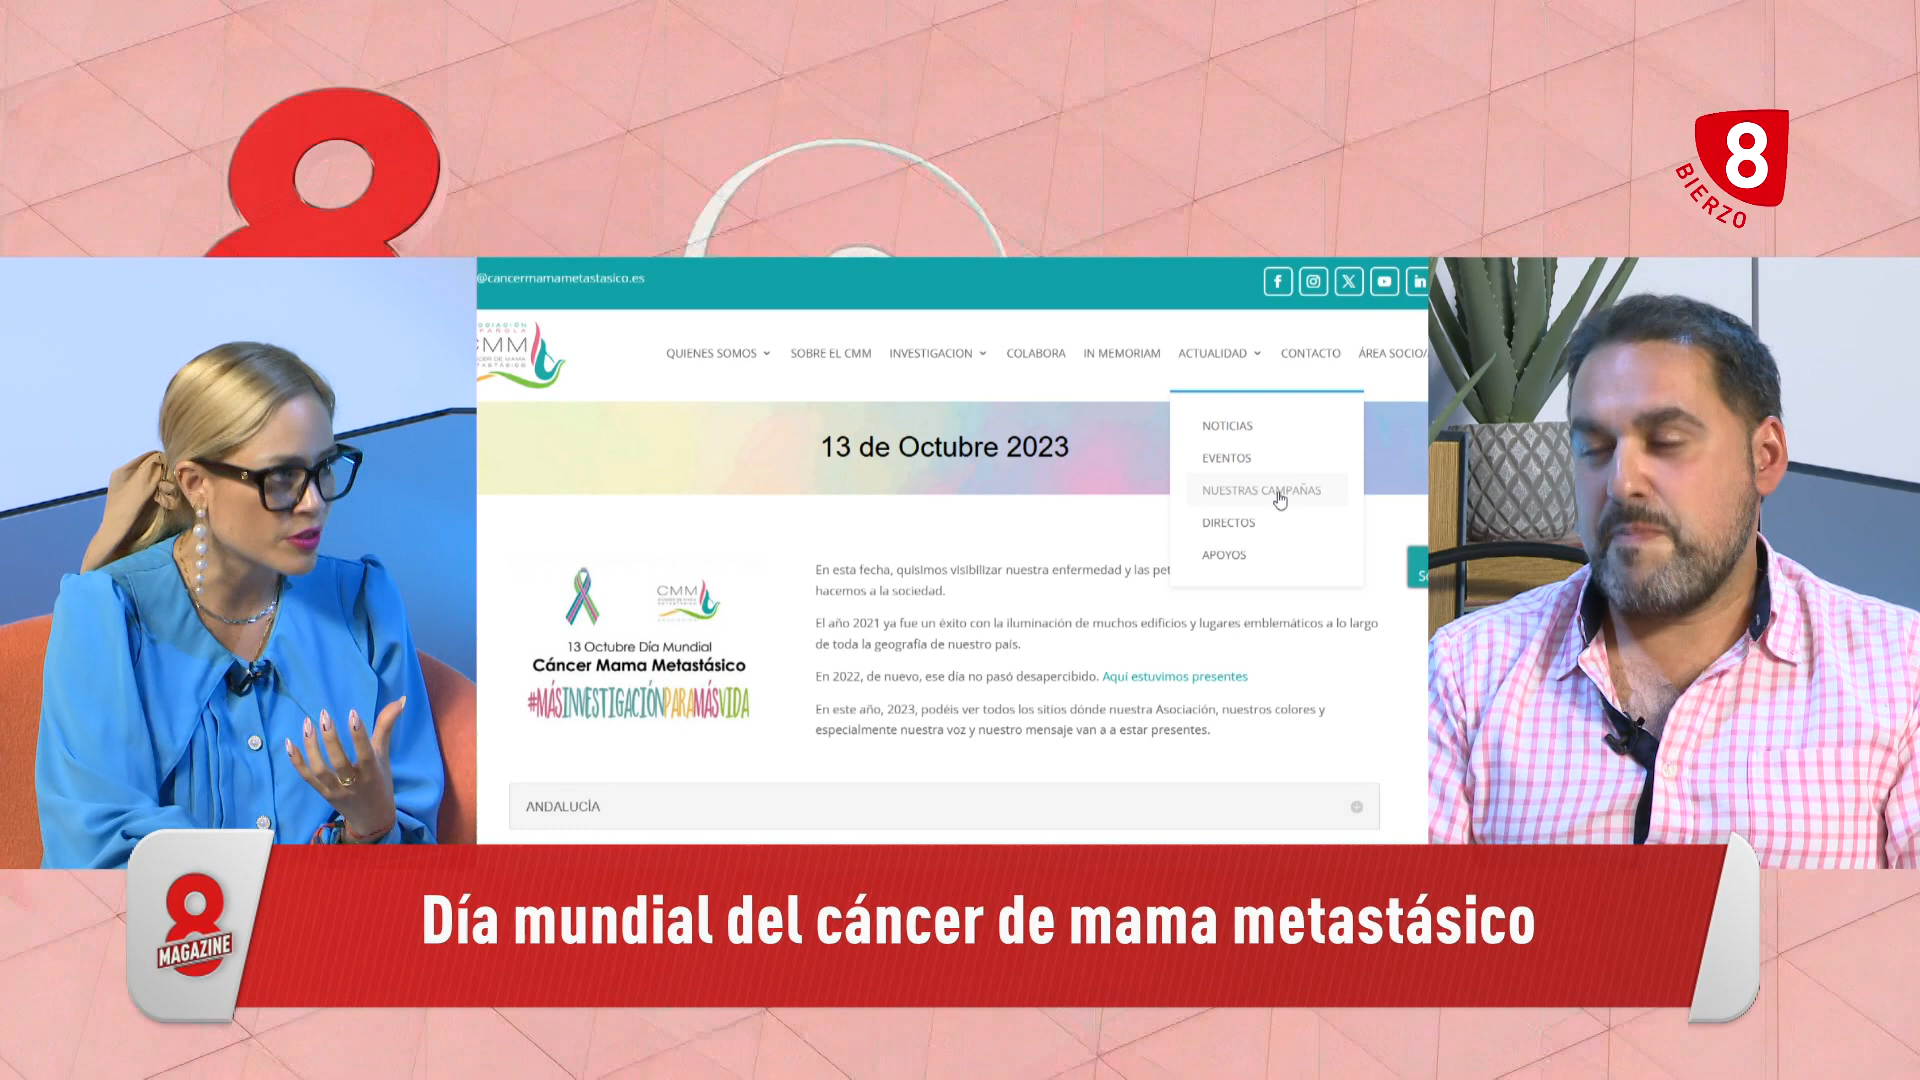 8
BIERZO
@cancermamametastasico.es
QUIENES SOMOS
SOBRE EL CMM
INVESTIGACION
COLABORA
IN MEMORIAM
ACTUALIDAD
CONTACTO
ÁREA SOCIO/
CMM
13 de Octubre 2023
NOTICIAS
EVENTOS
NUESTRAS CAMPAÑAS
DIRECTOS
APOYOS
CMM
13 Octubre Día Mundial
Cáncer Mama Metastásico
#MÁSINVESTIGACIÓNPARAMÁSVIDA
En esta fecha, quisimos visibilizar nuestra enfermedad y las pet
hacemos a la sociedad.
El año 2021 ya fue un éxito con la iluminación de muchos edificios y lugares emblemáticos a lo largo
de toda la geografía de nuestro país.
En 2022, de nuevo, ese día no pasó desapercibido. Aquí estuvimos presentes
En este año, 2023, podéis ver todos los sitios dónde nuestra Asociación, nuestros colores y
especialmente nuestra voz y nuestro mensaje van a a estar presentes.
ANDALUCÍA
8
MAGAZINE
Día mundial del cáncer de mama metastásico